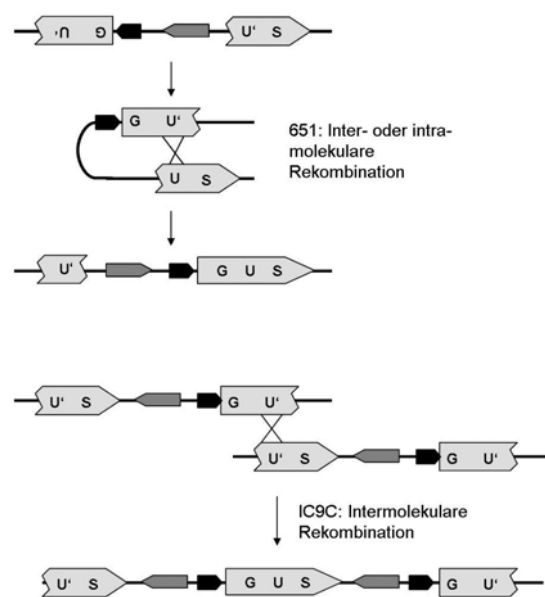 U' G U' S
G U'
U S
651: Inter- oder intra-
molekulare
Rekombination
U' G U S
U' S G U'
U' S G U'
IC9C: Intermolekulare
Rekombination
U' S G U S G U'